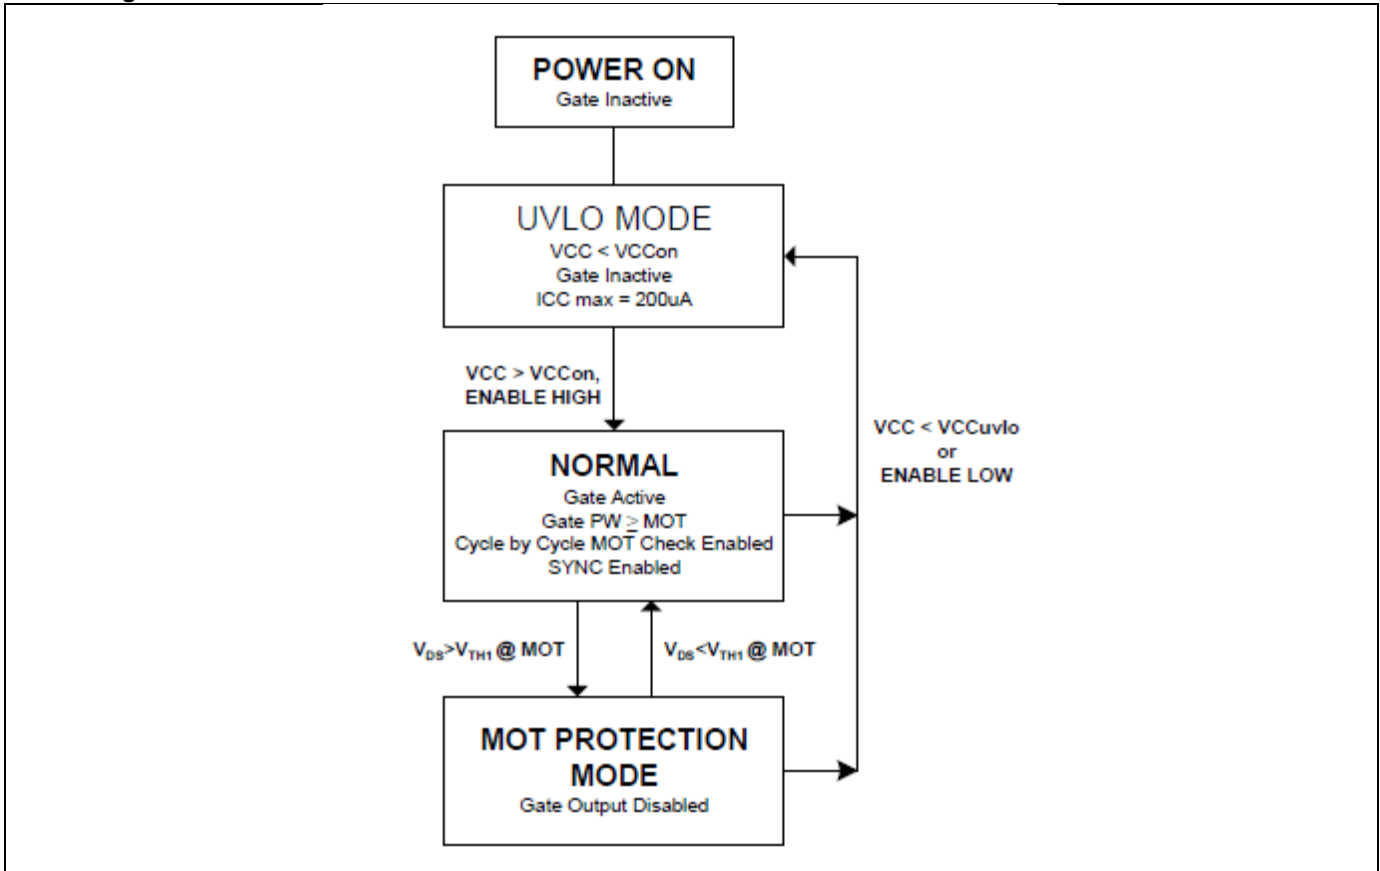 POWER ON
Gate Inactive
UVLO MODE
VCC < VCCon
Gate Inactive
ICC max = 200uA
VCC > VCCon,
ENABLE HIGH
VCC < VCCuvlo
or
ENABLE LOW
NORMAL
Gate Active
Gate PW ≥ MOT
Cycle by Cycle MOT Check Enabled
SYNC Enabled
VDS>VTH1 @ MOT
VDS<VTH1 @ MOT
MOT PROTECTION
MODE
Gate Output Disabled